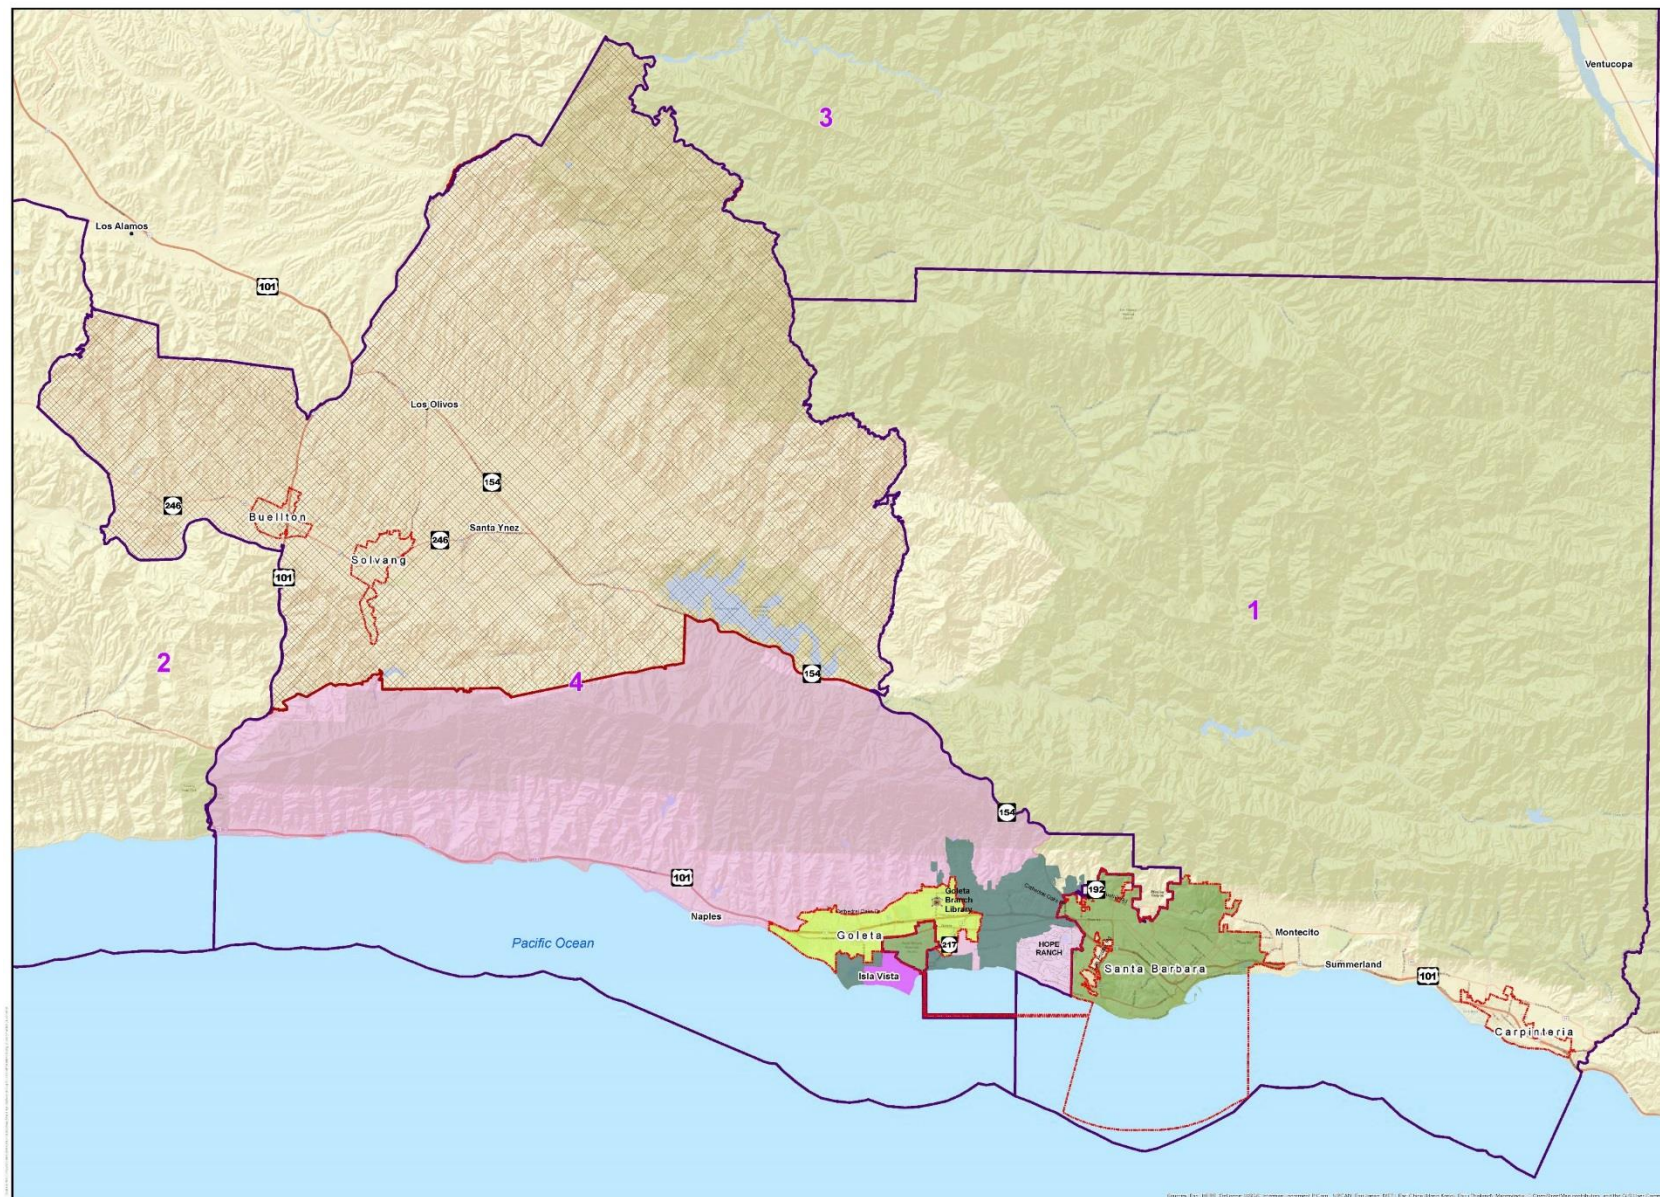 Ventucopa
3
Los Alamos
101
Los Olivos
154
246
Buellton
Santa Ynez
246
Solvang
101
1
2
154
4
154
101
192
Goleta
Branch
Library
Naples
Goleta
217
HOPE
RANCH
Montecito
Pacific Ocean
Summerland
Santa Barbara
Isla Vista
101
Carpinteria